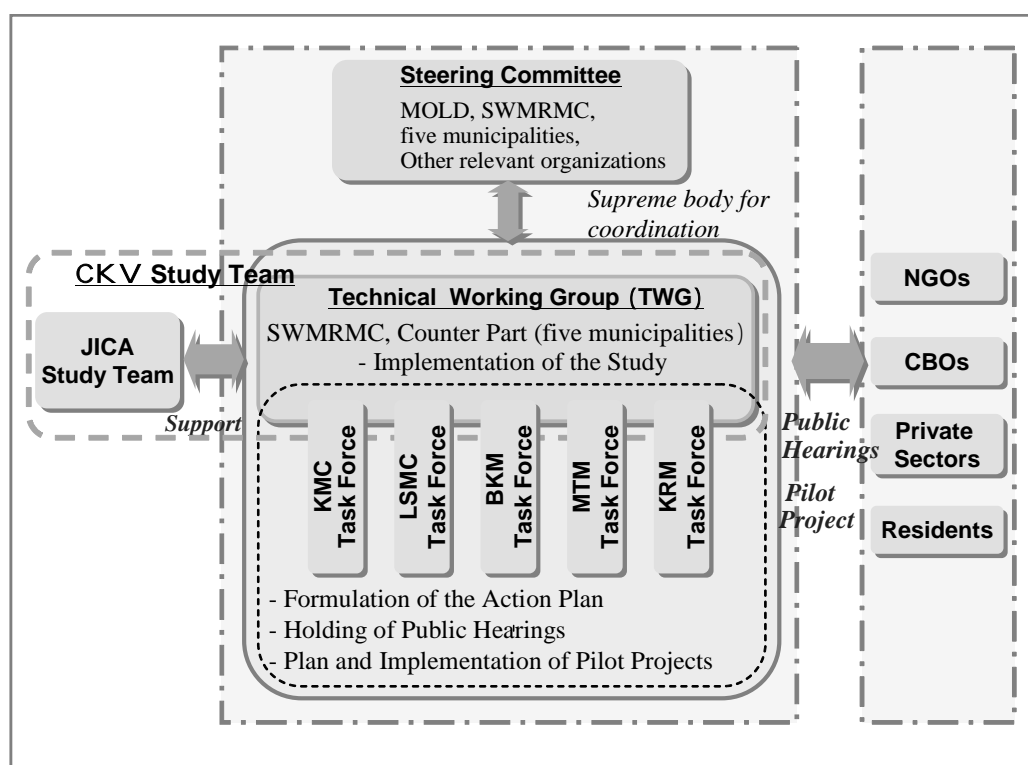 Steering Committee
MOLD, SWMRMC,
five municipalities,
Other relevant organizations
Supreme body for
coordination
CKV Study Team
JICA
Study Team
Support
Technical Working Group (TWG)
SWMRMC, Counter Part (five municipalities)
- Implementation of the Study
KMC
Task Force
LSMC
Task Force
BKM
Task Force
MTM
Task Force
KRM
Task Force
- Formulation of the Action Plan
- Holding of Public Hearings
- Plan and Implementation of Pilot Projects
Public
Hearings
Pilot
Project
NGOs
CBOs
Private
Sectors
Residents